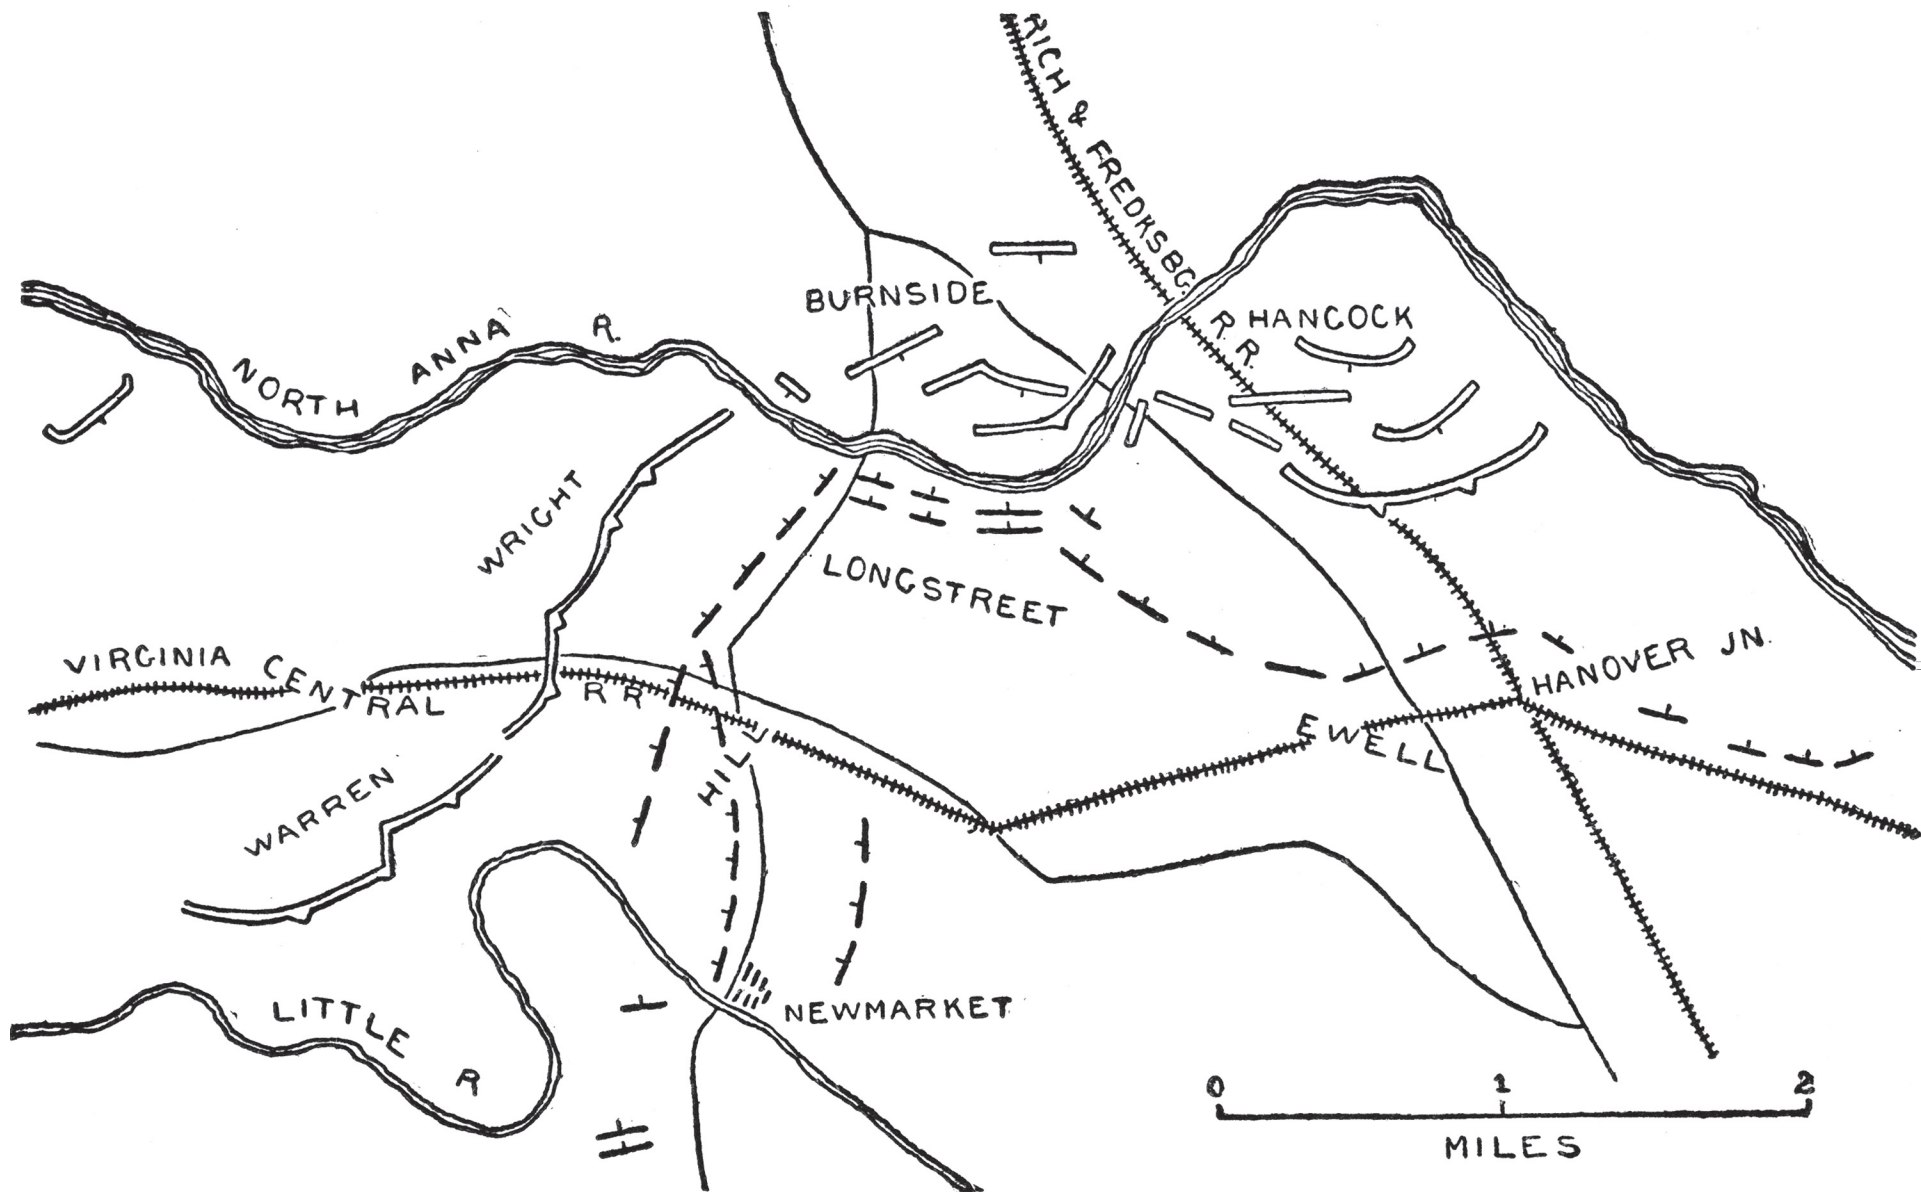 RICH & FREDKSBG. R. R.
BURNSIDE
HANCOCK
NORTH ANNA R.
WRIGHT
LONGSTREET
VIRGINIA CENTRAL R R
HANOVER JN.
EWELL
HILL
WARREN
NEWMARKET
LITTLE R
0 1 2
MILES